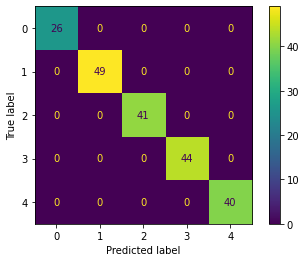 0 26 0 0 0 0
1 0 49 0 0 0
2 0 0 41 0 0
3 0 0 0 44 0
4 0 0 0 0 40
0 1 2 3 4
Predicted label
True label
40
30
20
10
0